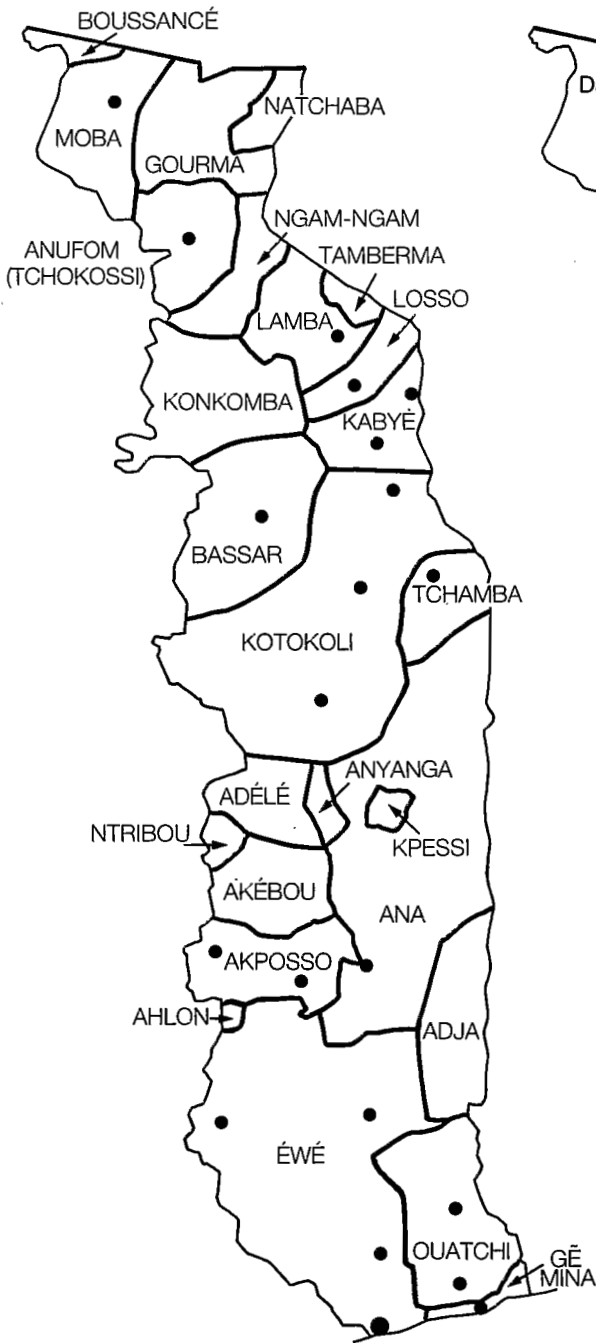 BOUSSANCÉ
D
NATCHABA
MOBA
GOURMA
NGAM-NGAM
ANUFOM
(TCHOKOSSI)
TAMBERMA
LOSSO
LAMBA
KONKOMBA
KABYÈ
BASSAR
TCHAMBA
KOTOKOLI
ANYANGA
ADÉLÉ
NTRIBOU
KPESSI
AKÉBOU
ANA
AKPOSSO
AHLON
ADJA
ÉWÉ
OUATCHI
GẼ
MINA